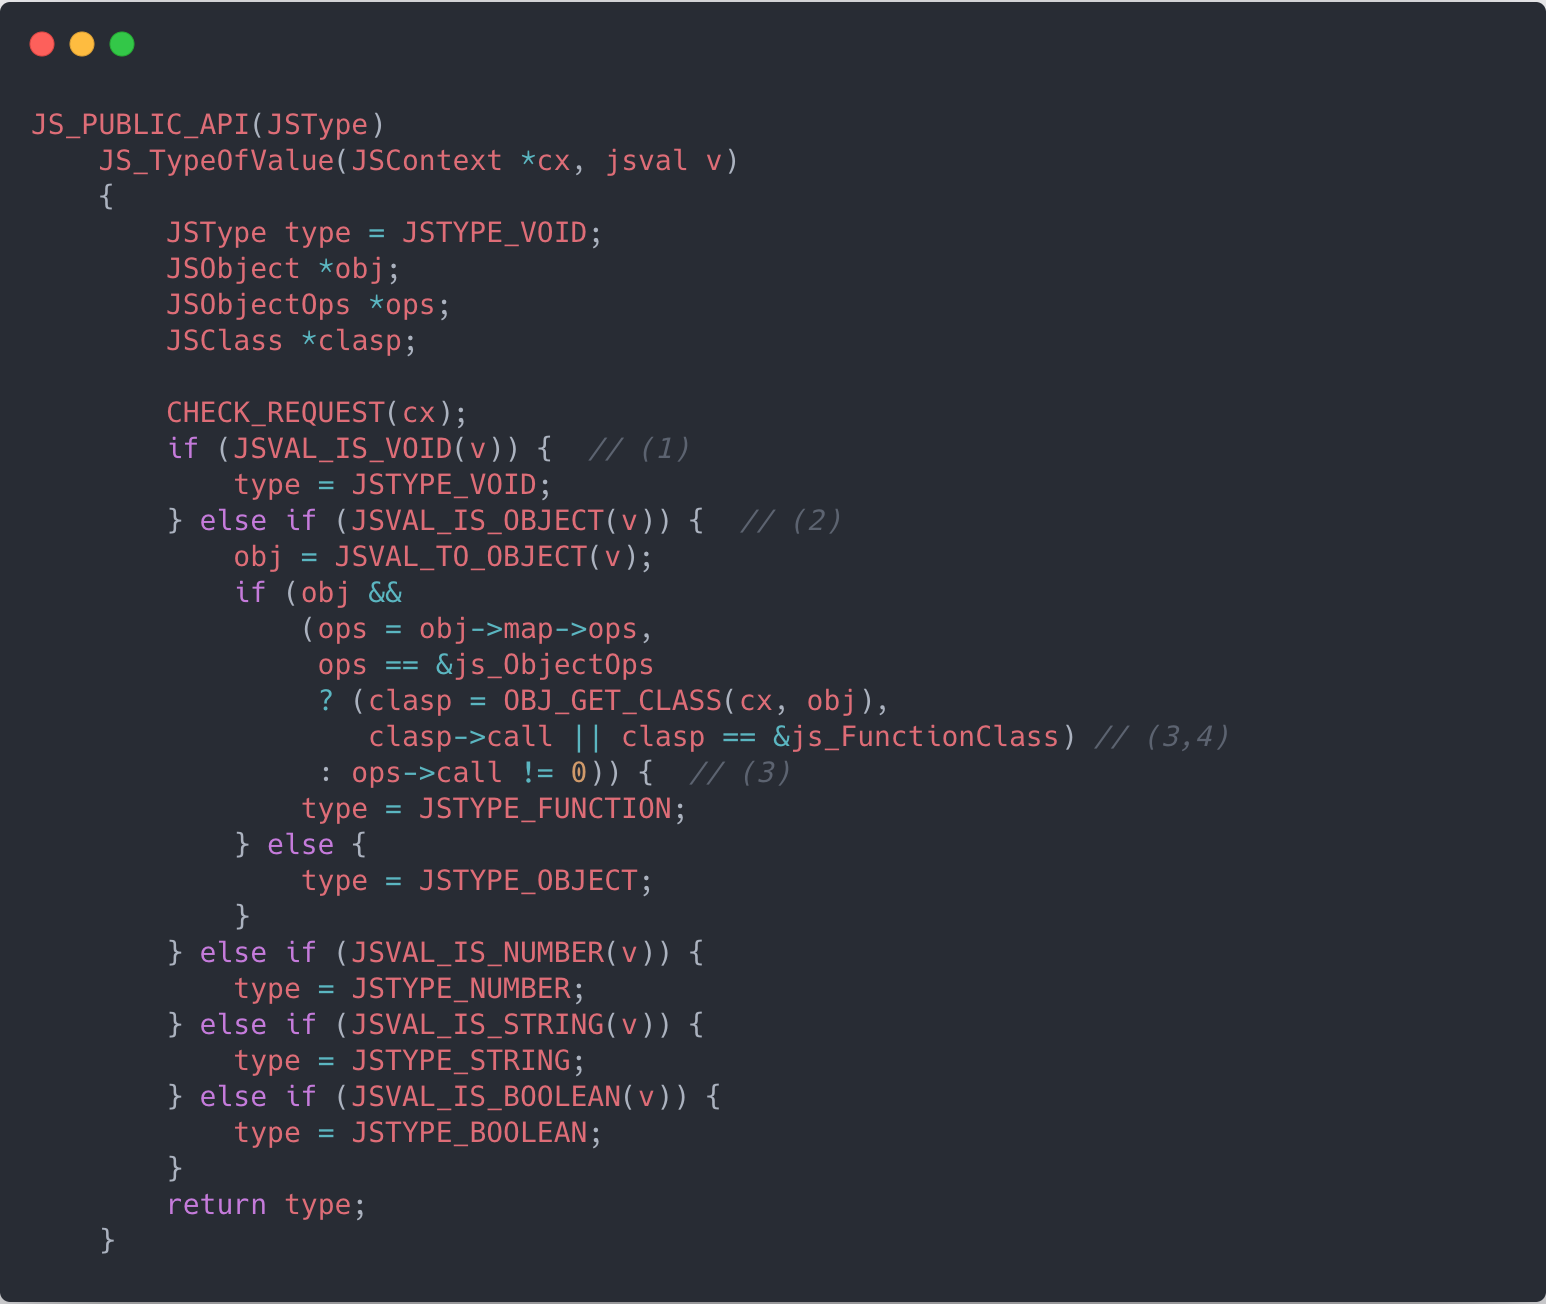 JS_PUBLIC_API(JSType)
    JS_TypeOfValue(JSContext *cx, jsval v)
    {
        JSType type = JSTYPE_VOID;
        JSObject *obj;
        JSObjectOps *ops;
        JSClass *clasp;

        CHECK_REQUEST(cx);
        if (JSVAL_IS_VOID(v)) {  // (1)
            type = JSTYPE_VOID;
        } else if (JSVAL_IS_OBJECT(v)) {  // (2)
            obj = JSVAL_TO_OBJECT(v);
            if (obj &&
                (ops = obj->map->ops,
                 ops == &js_ObjectOps
                 ? (clasp = OBJ_GET_CLASS(cx, obj),
                    clasp->call || clasp == &js_FunctionClass) // (3,4)
                 : ops->call != 0)) {  // (3)
                type = JSTYPE_FUNCTION;
            } else {
                type = JSTYPE_OBJECT;
            }
        } else if (JSVAL_IS_NUMBER(v)) {
            type = JSTYPE_NUMBER;
        } else if (JSVAL_IS_STRING(v)) {
            type = JSTYPE_STRING;
        } else if (JSVAL_IS_BOOLEAN(v)) {
            type = JSTYPE_BOOLEAN;
        }
        return type;
    }